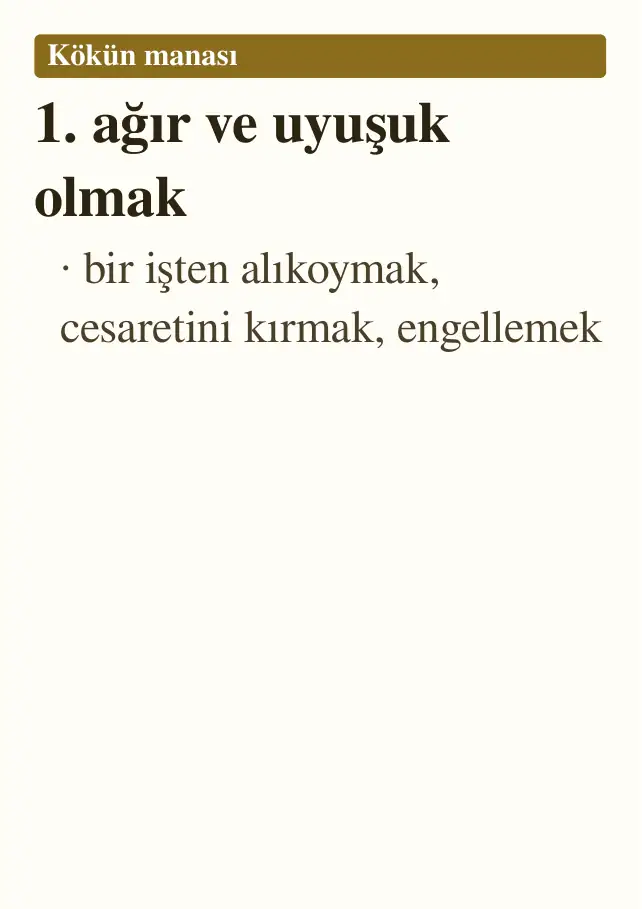 Kökün manası
1. ağır ve uyuşuk
olmak
· bir işten alıkoymak,
cesaretini kırmak, engellemek